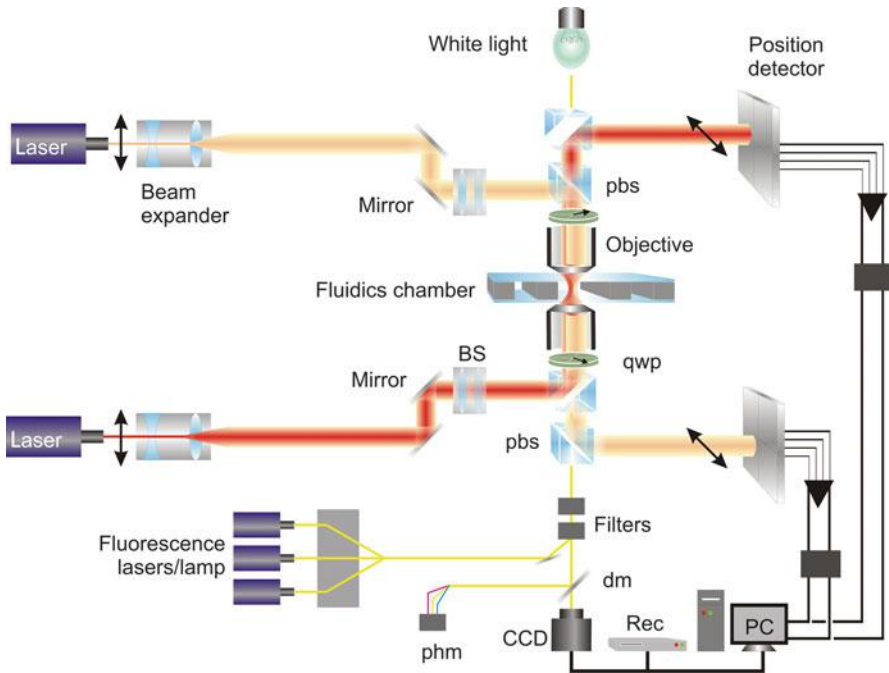 White light
Position
detector
Laser
Beam
expander
Mirror
pbs
Objective
Fluidics chamber
BS
qwp
Mirror
Laser
pbs
Filters
Fluorescence
lasers/lamp
dm
phm
CCD
Rec
PC